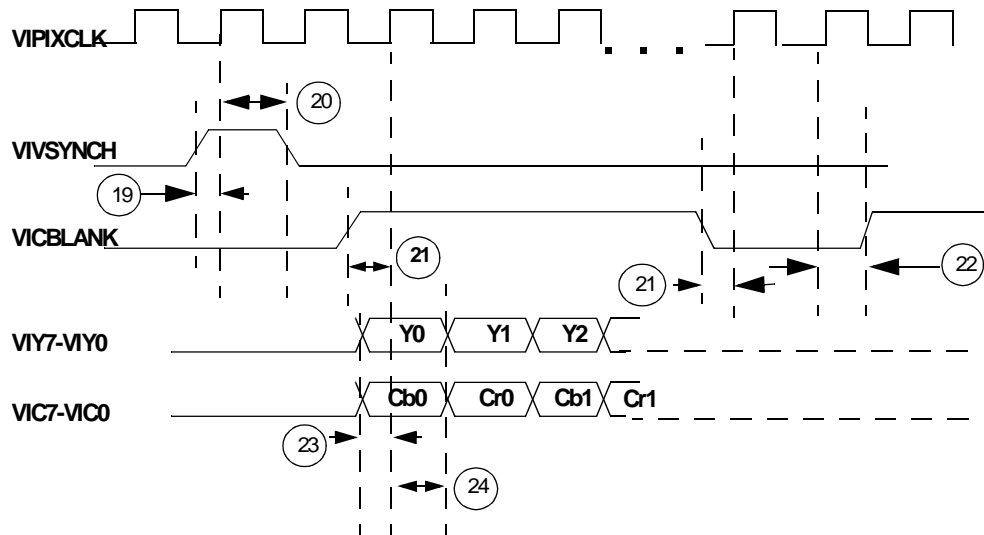 VIPIXCLK
. . .
20
VIVSYNCH
19
VICBLANK
21
21
22
VIY7-VIY0
Y0 Y1 Y2
VIC7-VIC0
Cb0 Cr0 Cb1 Cr1
23
24